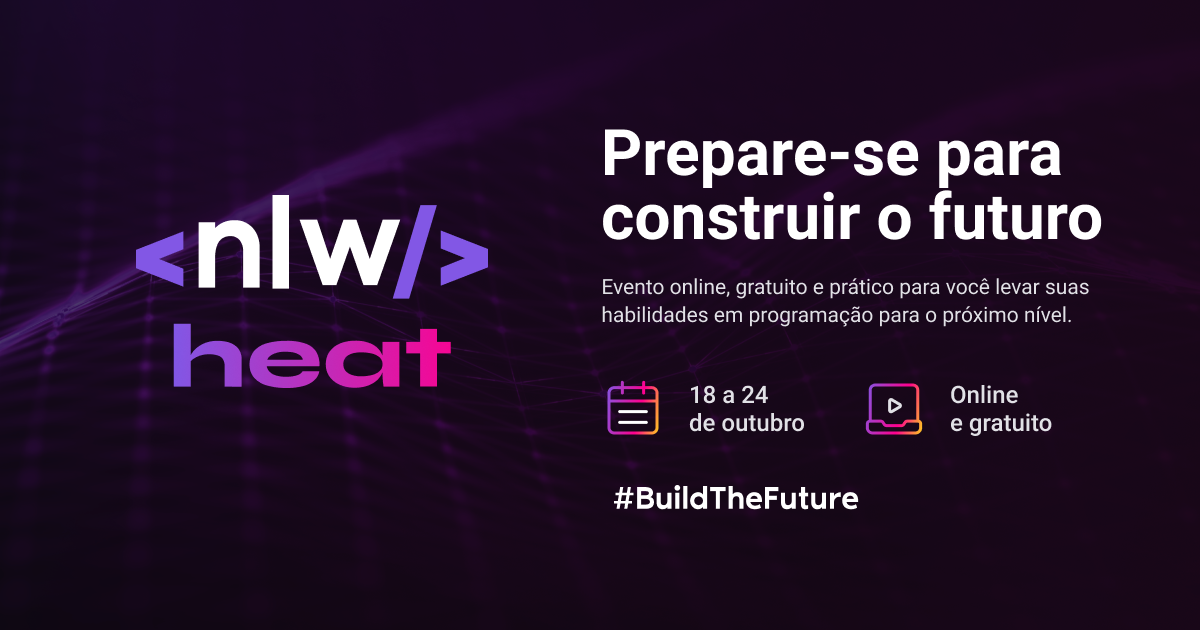 <nlw/>
heat
Prepare-se para
construir o futuro
Evento online, gratuito e prático para você levar suas
habilidades em programação para o próximo nível.
18 a 24
de outubro
Online
e gratuito
#BuildTheFuture